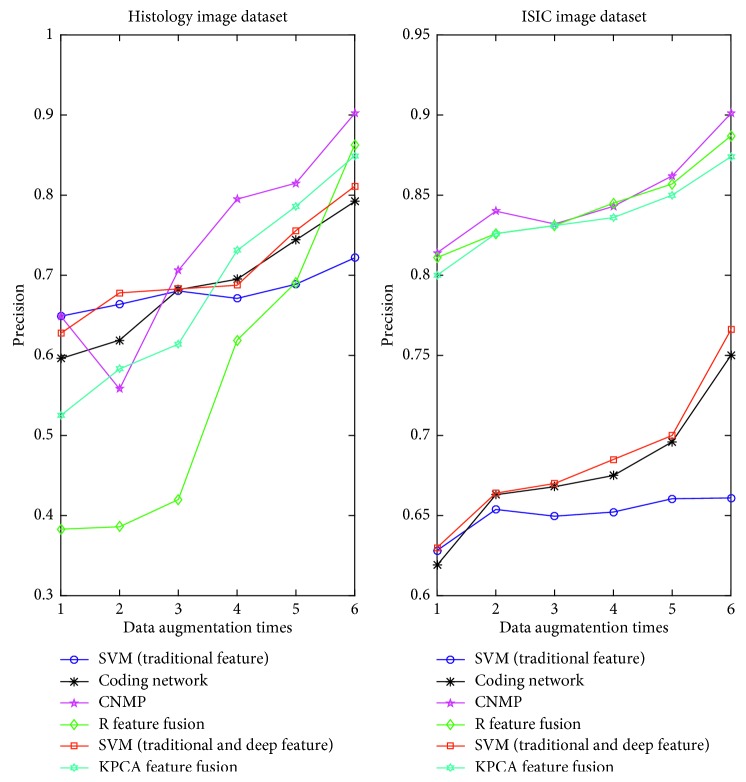 Histology image dataset
1
0.9
0.8
0.7
0.6
0.5
0.4
0.3
Precision
1 2 3 4 5 6
Data augmentation times
SVM (traditional feature)
Coding network
CNMP
R feature fusion
SVM (traditional and deep feature)
KPCA feature fusion
ISIC image dataset
0.95
0.9
0.85
0.8
0.75
0.7
0.65
0.6
Precision
1 2 3 4 5 6
Data augmatention times
SVM (traditional feature)
Coding network
CNMP
R feature fusion
SVM (traditional and deep feature)
KPCA feature fusion